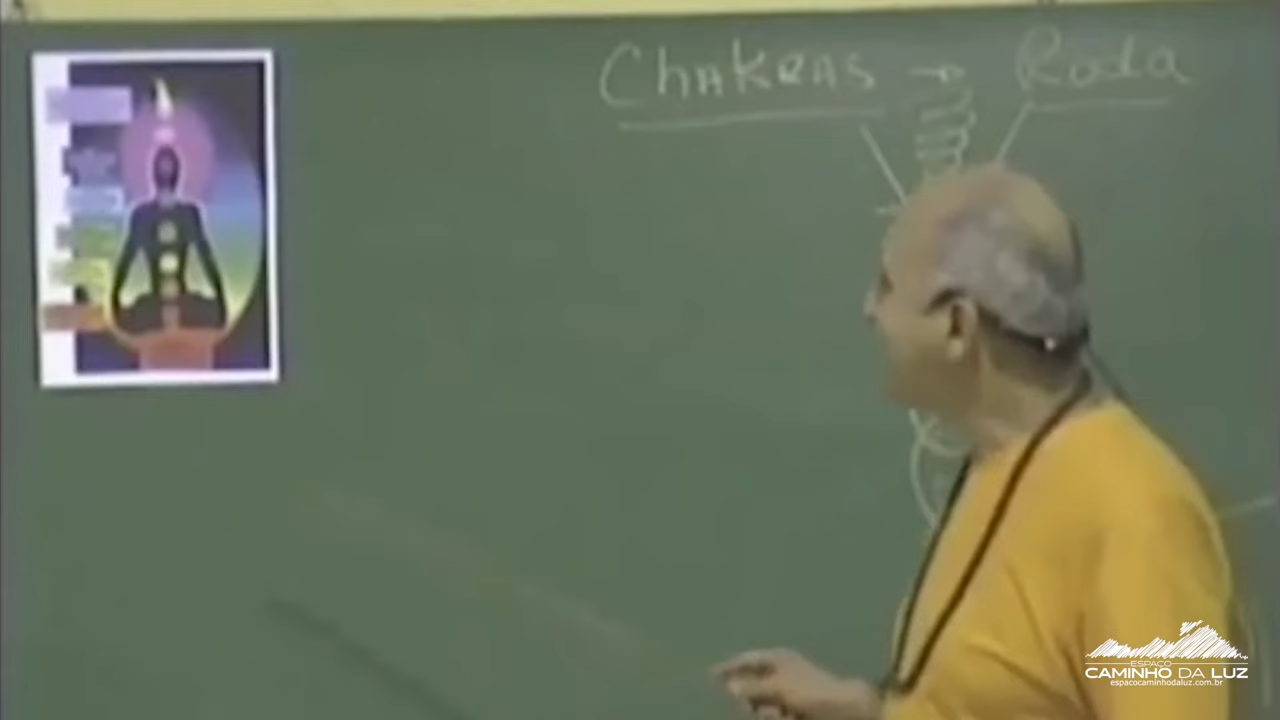 Chakras → Roda
ESPAÇO
CAMINHO DA LUZ
espacocaminhodaluz.com.br